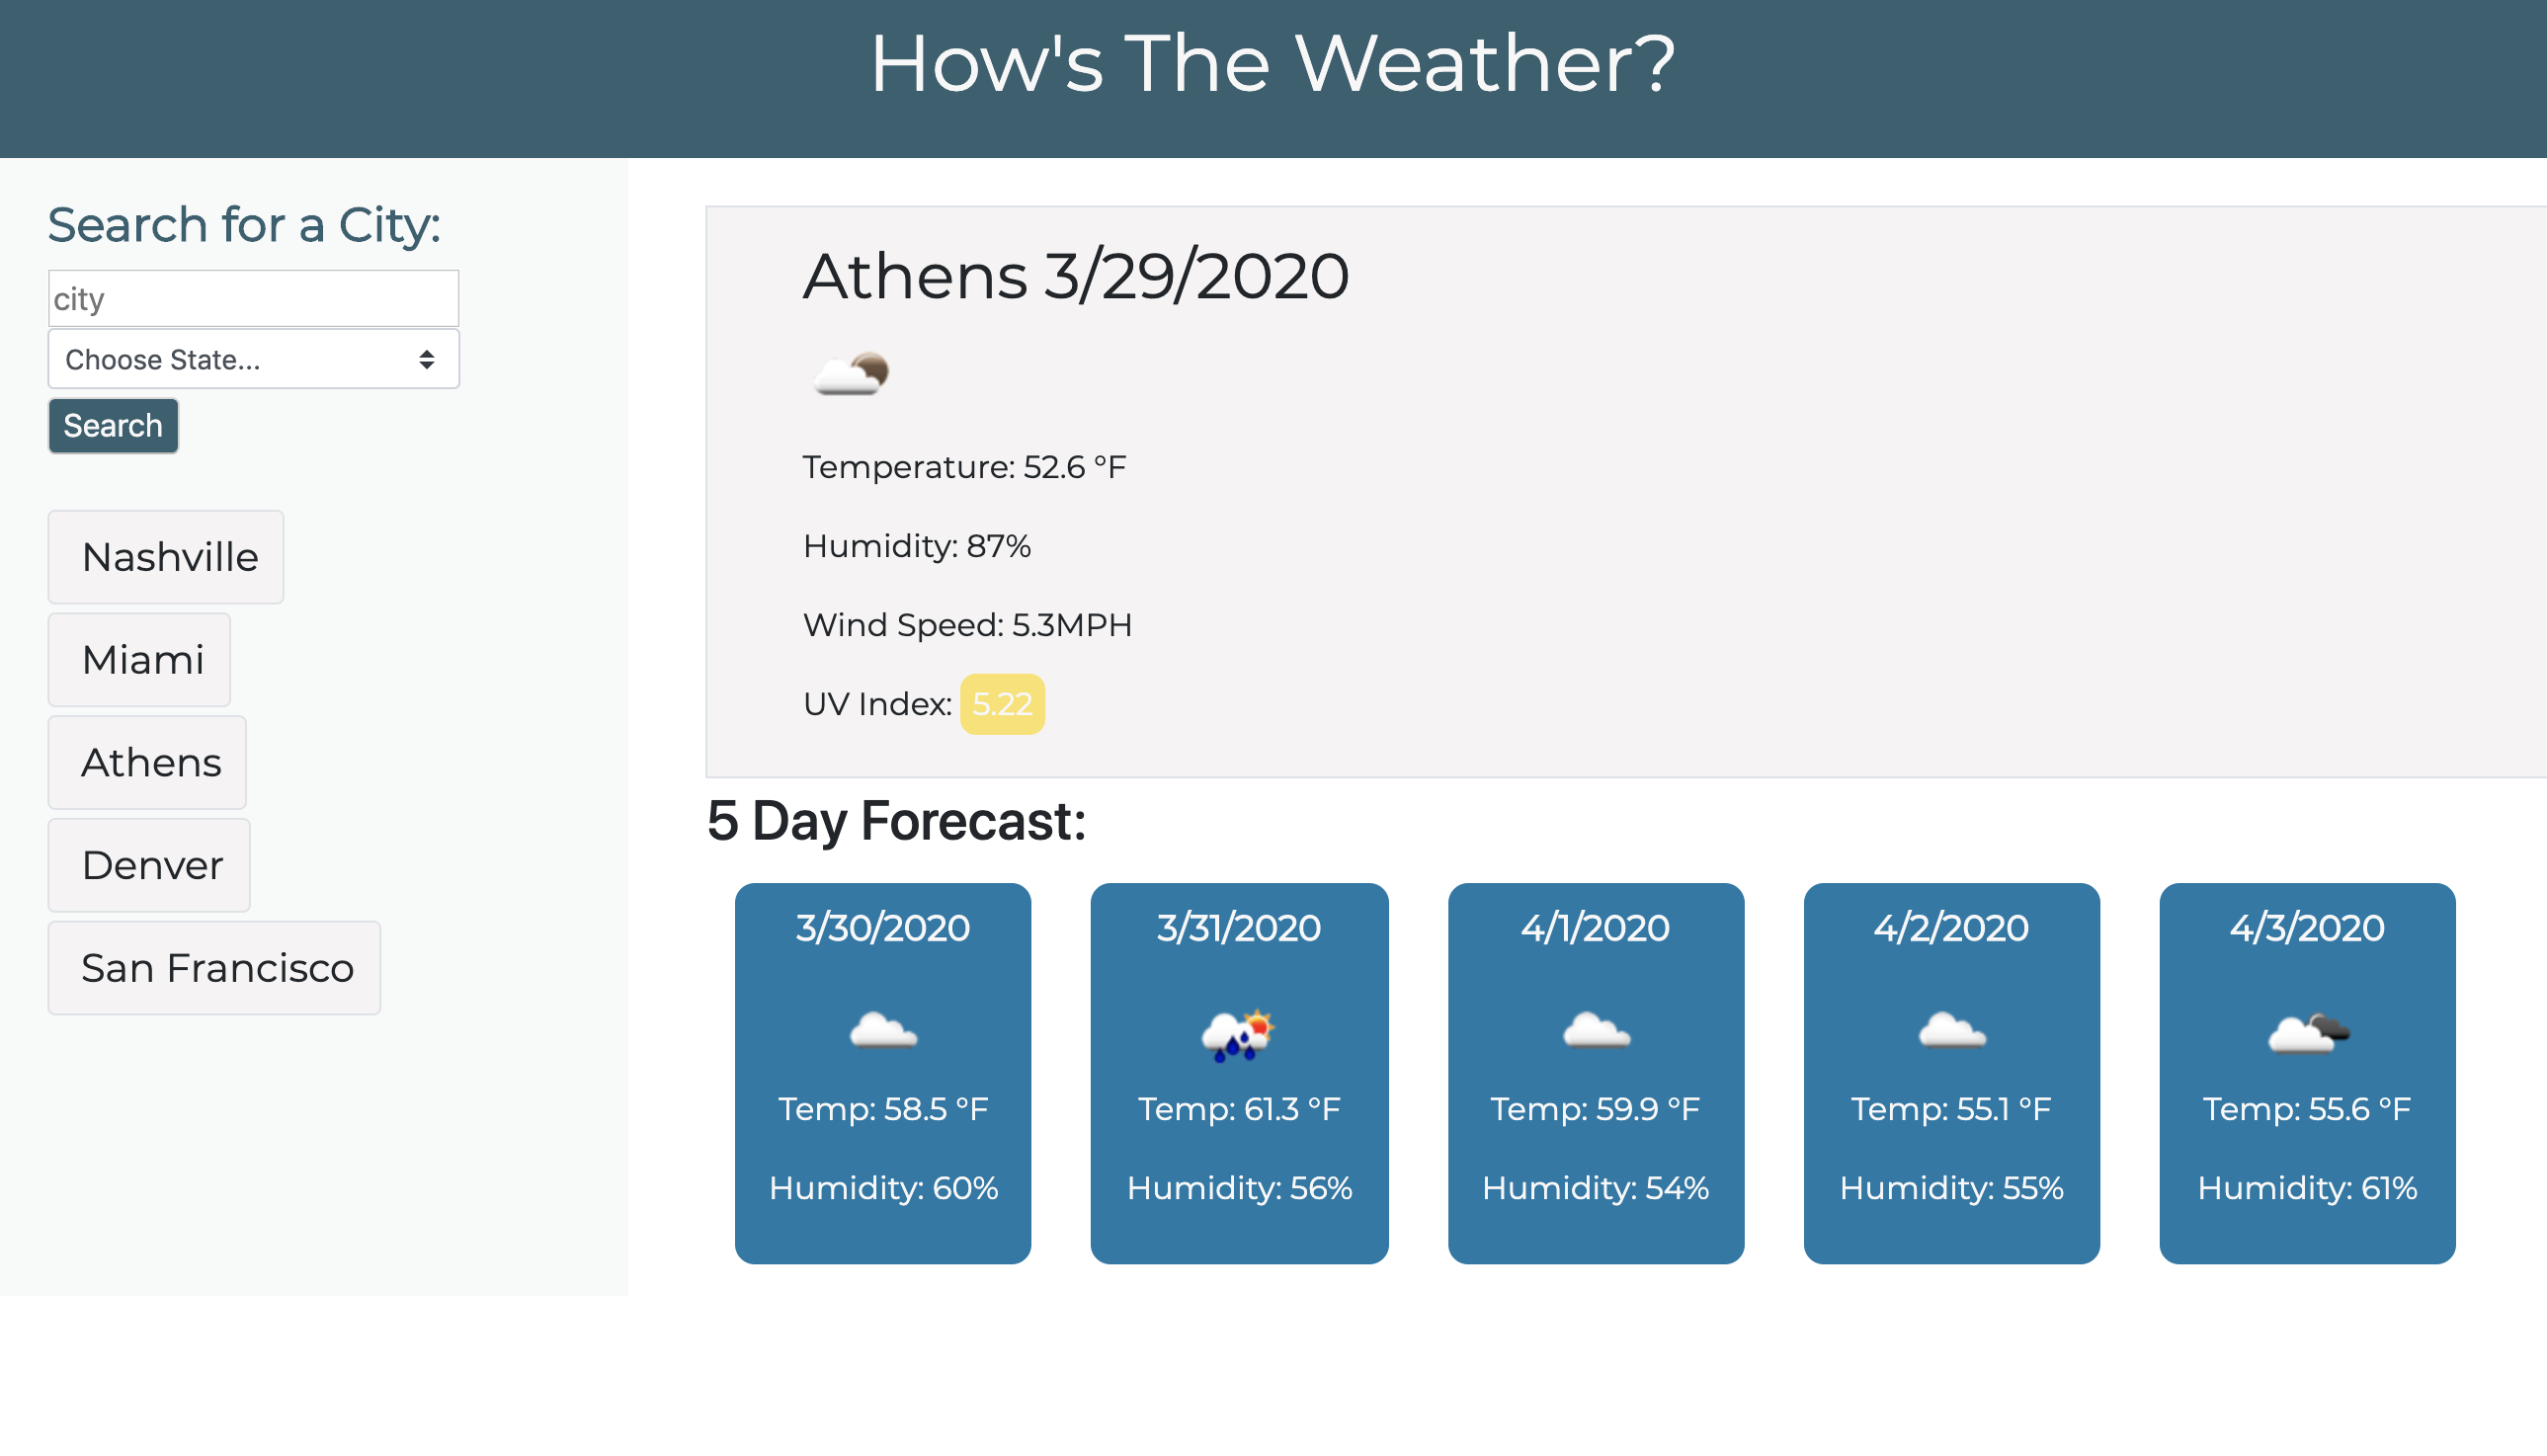 How's The Weather?
Search for a City:
city
Choose State...
Search
Nashville
Miami
Athens
Denver
San Francisco
Athens 3/29/2020
Temperature: 52.6 °F
Humidity: 87%
Wind Speed: 5.3MPH
UV Index: 5.22
5 Day Forecast:
3/30/2020
Temp: 58.5 °F
Humidity: 60%
3/31/2020
Temp: 61.3 °F
Humidity: 56%
4/1/2020
Temp: 59.9 °F
Humidity: 54%
4/2/2020
Temp: 55.1 °F
Humidity: 55%
4/3/2020
Temp: 55.6 °F
Humidity: 61%